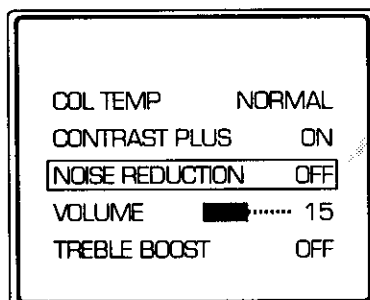 COL TEMP NORMAL
CONTRAST PLUS ON
NOISE REDUCTION OFF
VOLUME 15
TREBLE BOOST OFF